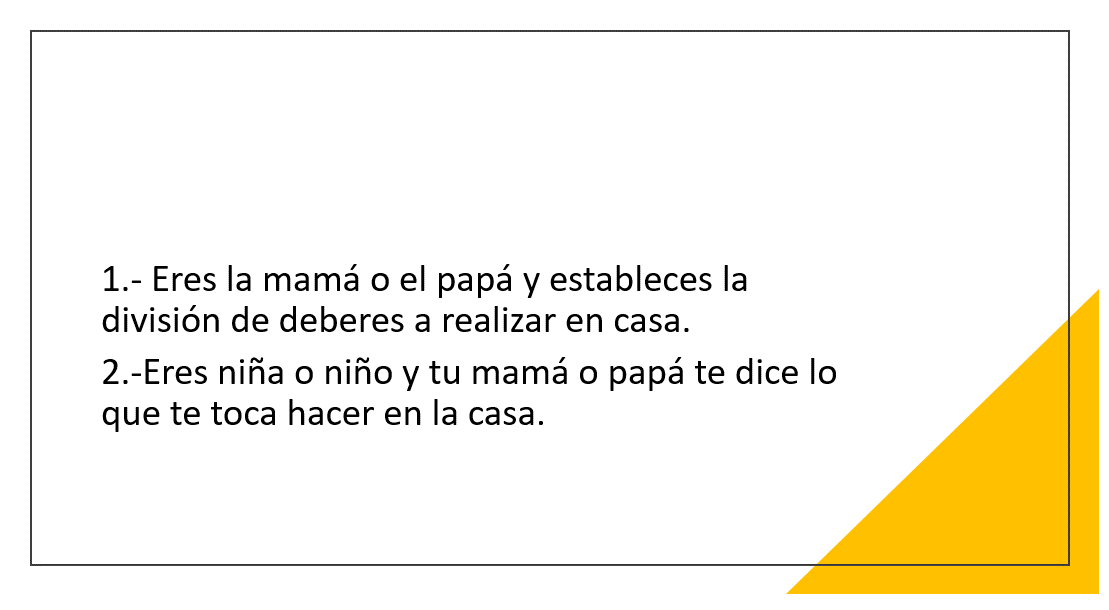 1.- Eres la mamá o el papá y estableces la
división de deberes a realizar en casa.
2.-Eres niña o niño y tu mamá o papá te dice lo
que te toca hacer en la casa.